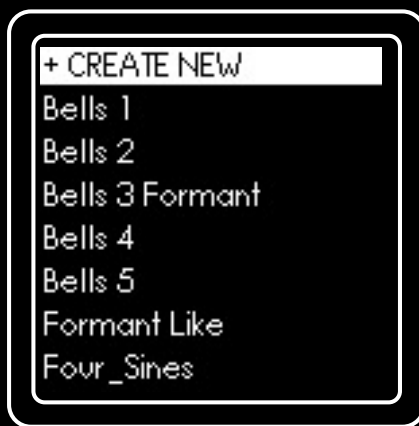 + CREATE NEW
Bells 1
Bells 2
Bells 3 Formant
Bells 4
Bells 5
Formant Like
Four_Sines